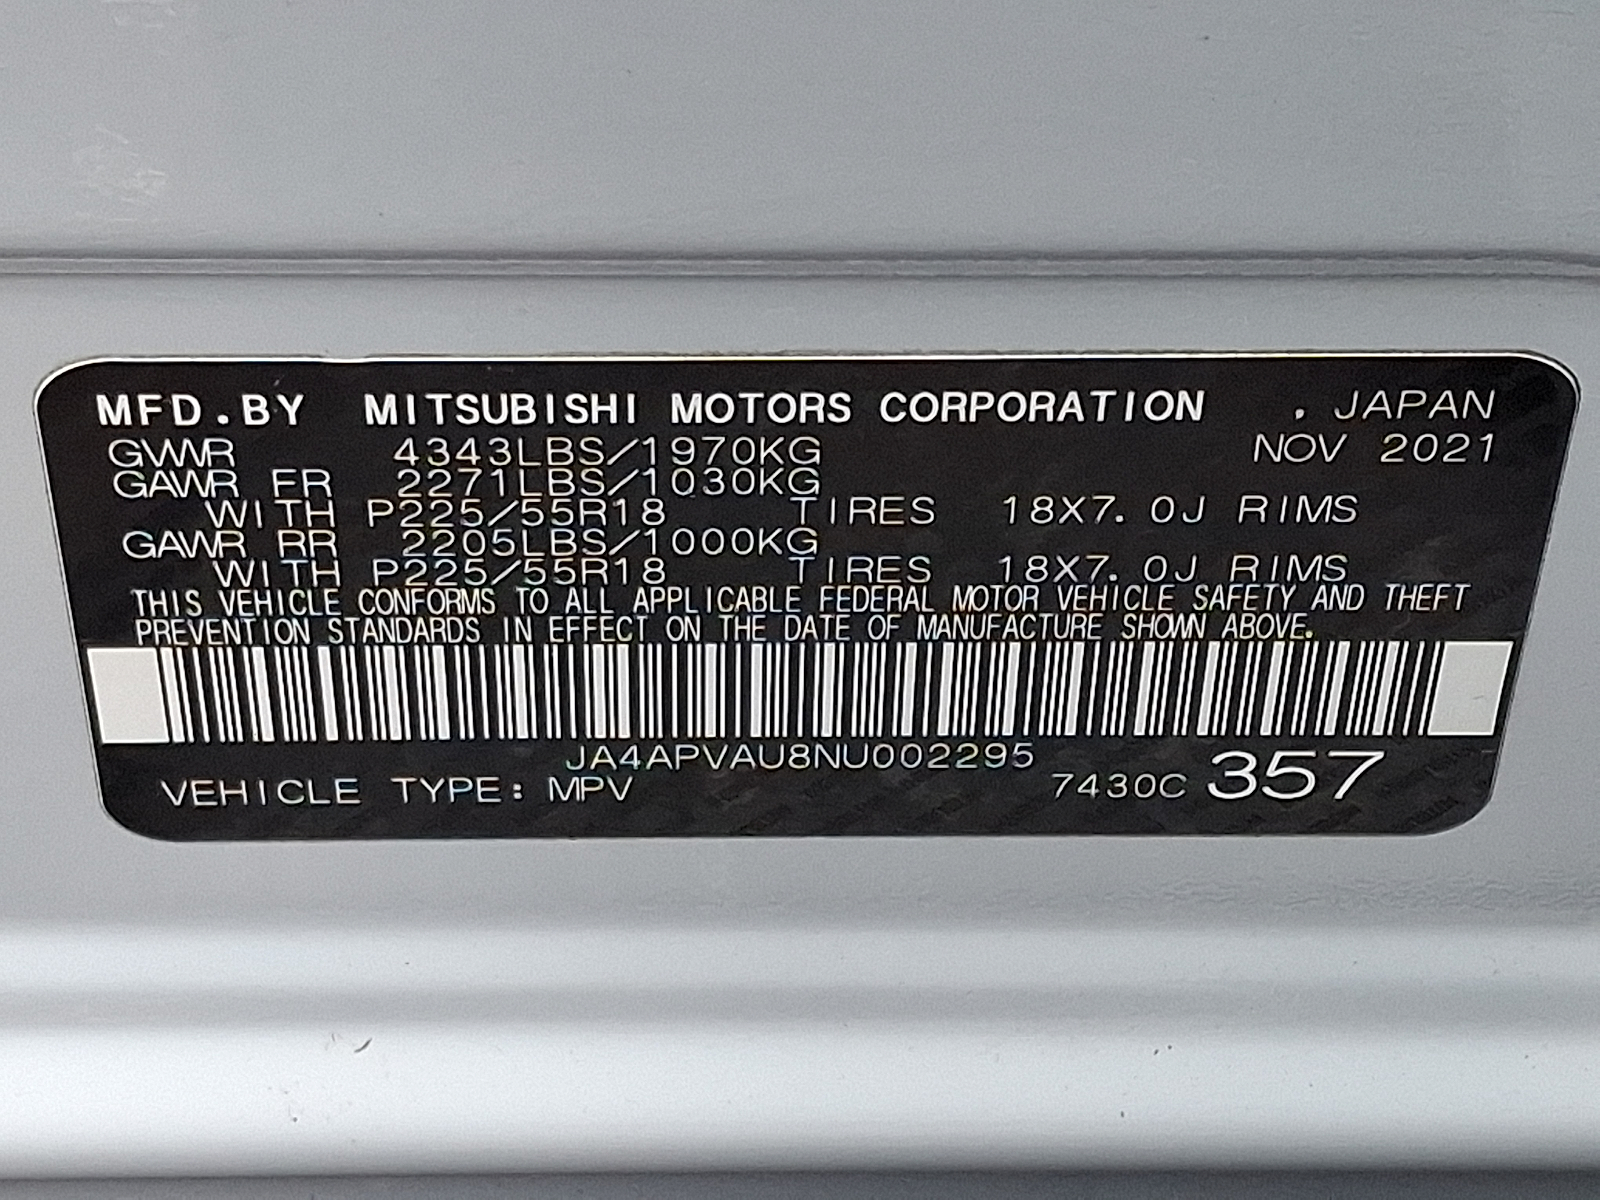 MFD.BY MITSUBISHI MOTORS CORPORATION . JAPAN
GVWR 4343LBS/1970KG NOV 2021
GAWR FR 2271LBS/1030KG
WITH P225/55R18 TIRES 18X7.0J RIMS
GAWR RR 2205LBS/1000KG
WITH P225/55R18 TIRES 18X7.0J RIMS
THIS VEHICLE CONFORMS TO ALL APPLICABLE FEDERAL MOTOR VEHICLE SAFETY AND THEFT
PREVENTION STANDARDS IN EFFECT ON THE DATE OF MANUFACTURE SHOWN ABOVE.
JA4APVAU8NU002295
VEHICLE TYPE: MPV 7430C 357